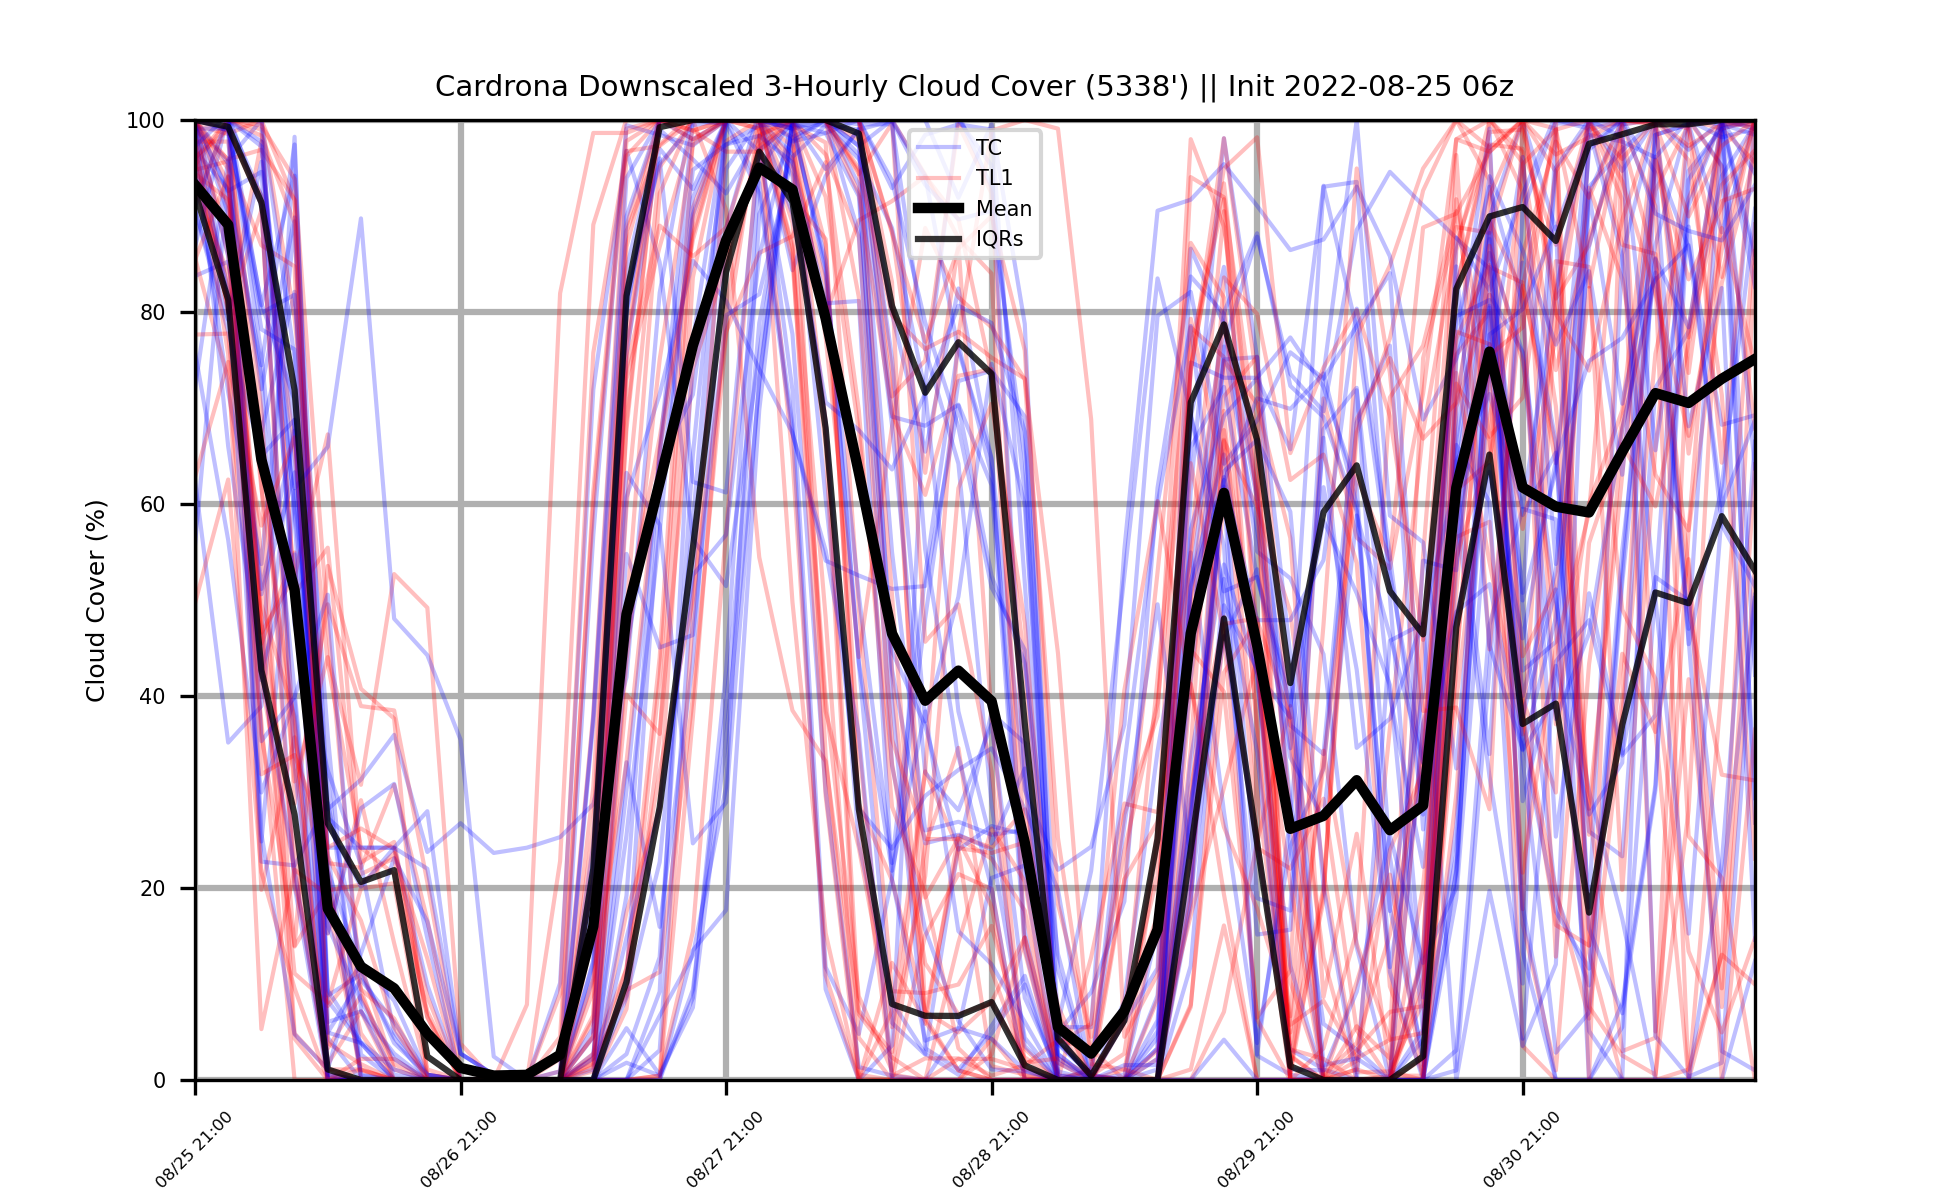 Cardrona Downscaled 3-Hourly Cloud Cover (5338') || Init 2022-08-25 06z
Cloud Cover (%)
100
80
60
40
20
0
TC
TL1
Mean
IQRs
08/25 21:00
08/26 21:00
08/27 21:00
08/28 21:00
08/29 21:00
08/30 21:00